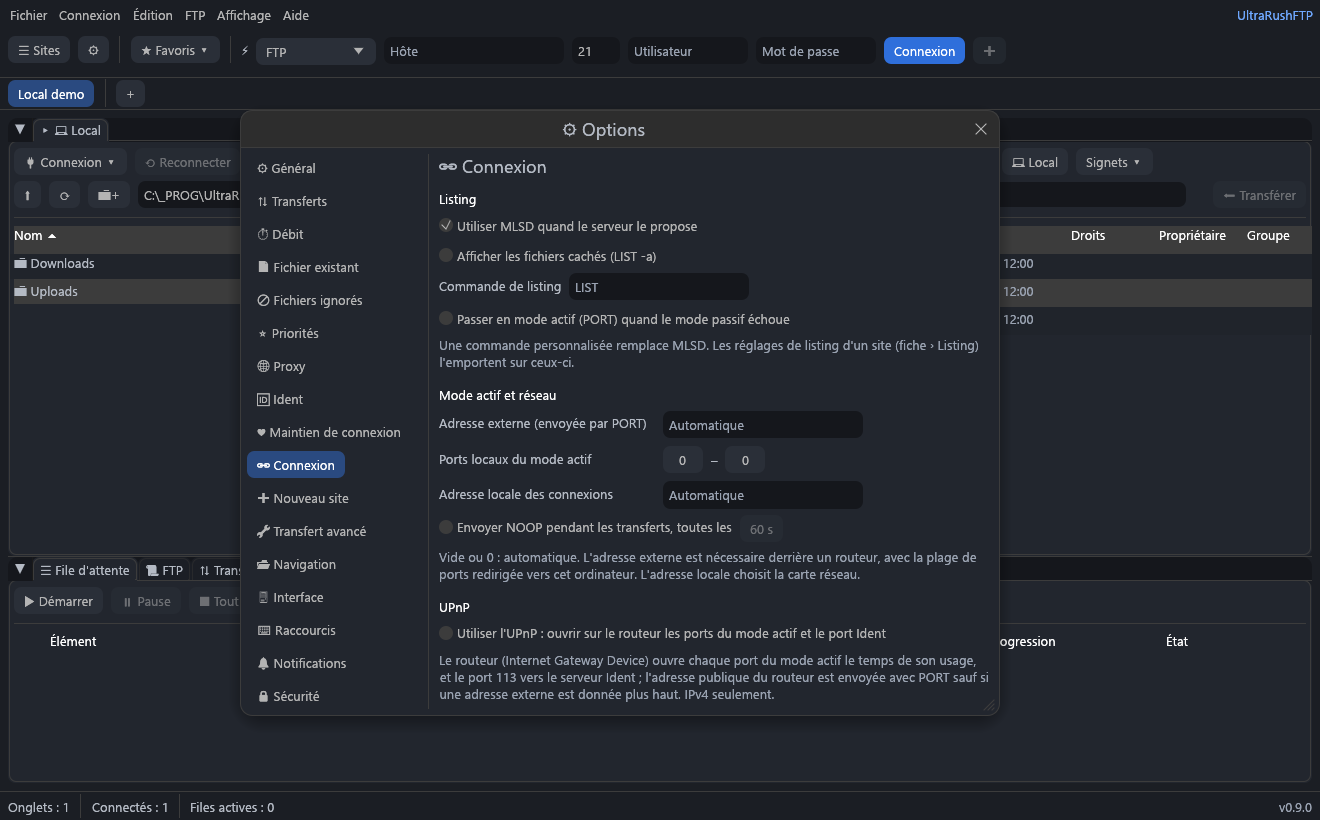 Fichier Connexion Édition FTP Affichage Aide UltraRushFTP
Sites Favoris FTP Hôte 21 Utilisateur Mot de passe Connexion +
Local demo +
Local
Connexion Reconnecter Local Signets
C:\_PROG\UltraR Transférer
Nom Droits Propriétaire Groupe
Downloads 12:00
Uploads 12:00
12:00
File d'attente FTP Trans
Démarrer Pause Tout
Élément ogression État
Options
Général
Transferts
Débit
Fichier existant
Fichiers ignorés
Priorités
Proxy
Ident
Maintien de connexion
Connexion
Nouveau site
Transfert avancé
Navigation
Interface
Raccourcis
Notifications
Sécurité
Connexion
Listing
Utiliser MLSD quand le serveur le propose
Afficher les fichiers cachés (LIST -a)
Commande de listing LIST
Passer en mode actif (PORT) quand le mode passif échoue
Une commande personnalisée remplace MLSD. Les réglages de listing d'un site (fiche › Listing)
l'emportent sur ceux-ci.
Mode actif et réseau
Adresse externe (envoyée par PORT) Automatique
Ports locaux du mode actif 0 – 0
Adresse locale des connexions Automatique
Envoyer NOOP pendant les transferts, toutes les 60 s
Vide ou 0 : automatique. L'adresse externe est nécessaire derrière un routeur, avec la plage de
ports redirigée vers cet ordinateur. L'adresse locale choisit la carte réseau.
UPnP
Utiliser l'UPnP : ouvrir sur le routeur les ports du mode actif et le port Ident
Le routeur (Internet Gateway Device) ouvre chaque port du mode actif le temps de son usage,
et le port 113 vers le serveur Ident ; l'adresse publique du routeur est envoyée avec PORT sauf si
une adresse externe est donnée plus haut. IPv4 seulement.
Onglets : 1 Connectés : 1 Files actives : 0 v0.9.0